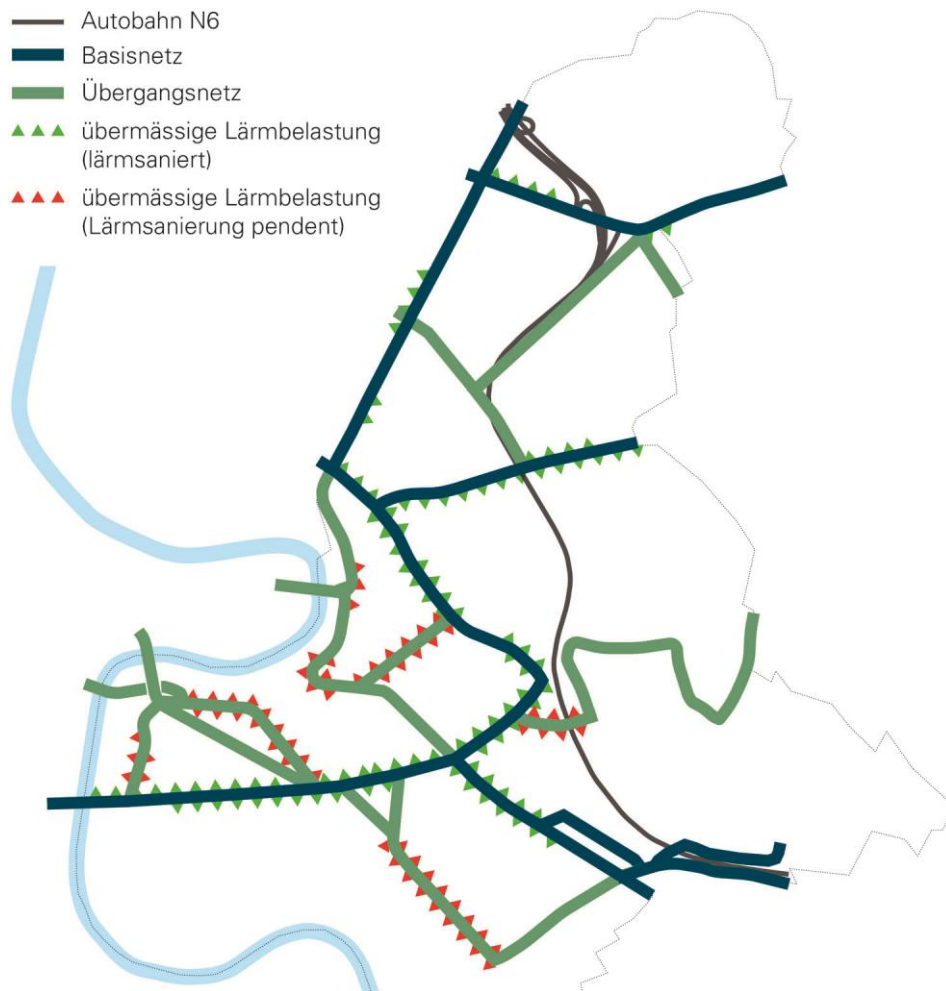 Autobahn N6
Basisnetz
Übergangsnetz
übermässige Lärmbelastung
(lärmsaniert)
übermässige Lärmbelastung
(Lärmsanierung pendent)